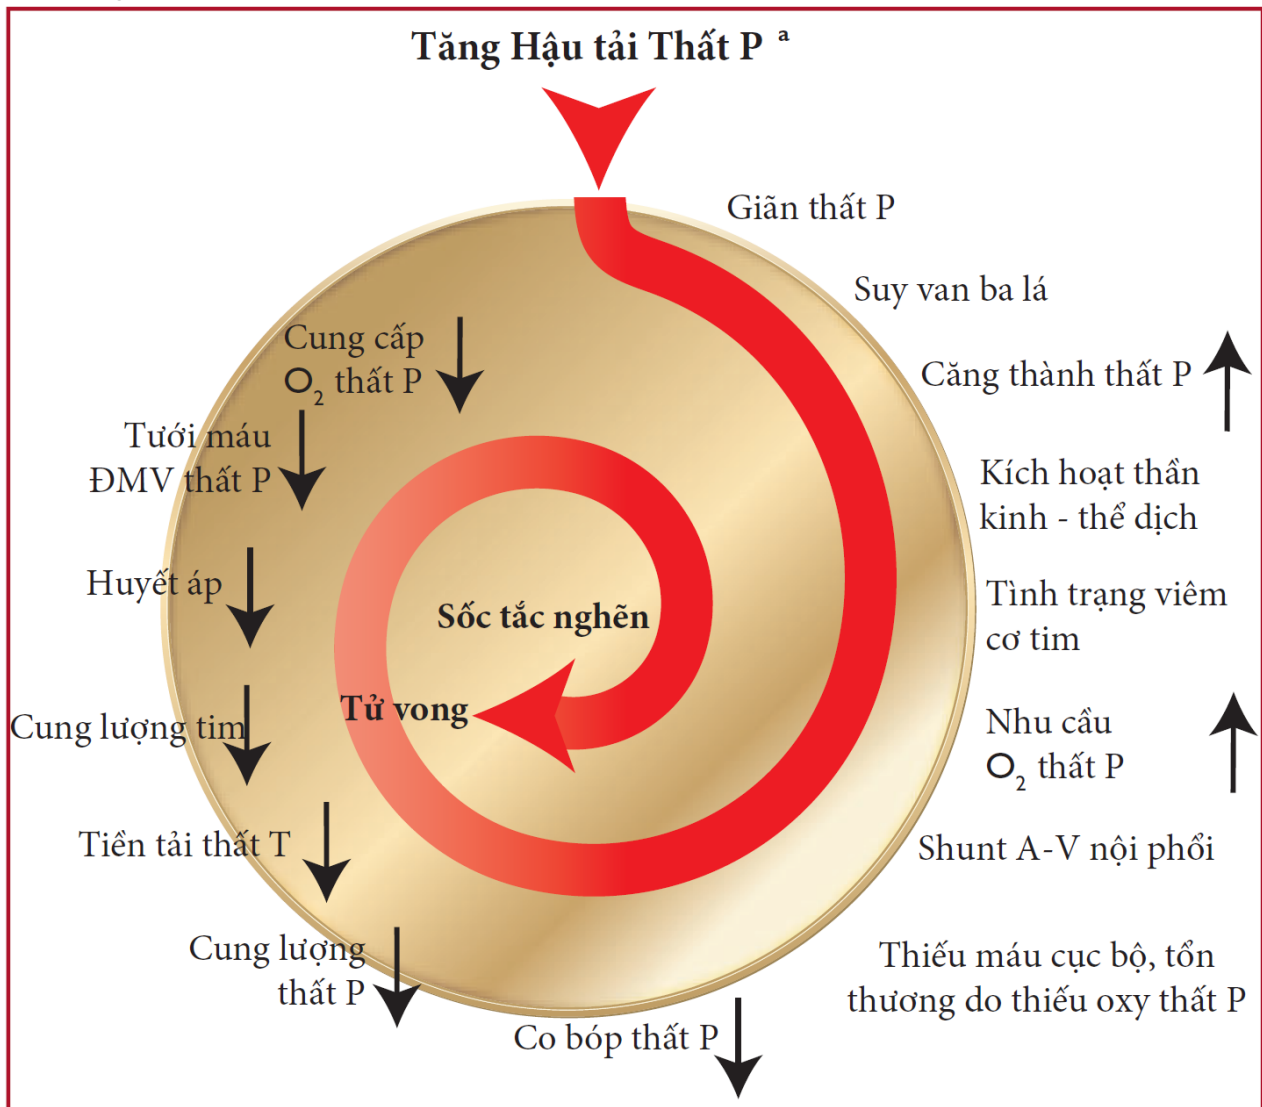 Tăng Hậu tải Thất P a
Giãn thất P
Suy van ba lá
Căng thành thất P
Kích hoạt thần
kinh - thể dịch
Tình trạng viêm
cơ tim
Nhu cầu
O2 thất P
Shunt A-V nội phổi
Thiếu máu cục bộ, tổn
thương do thiếu oxy thất P
Co bóp thất P
Cung lượng
thất P
Tiền tải thất T
Cung lượng tim
Huyết áp
Tưới máu
ĐMV thất P
Cung cấp
O2 thất P
Sốc tắc nghẽn
Tử vong